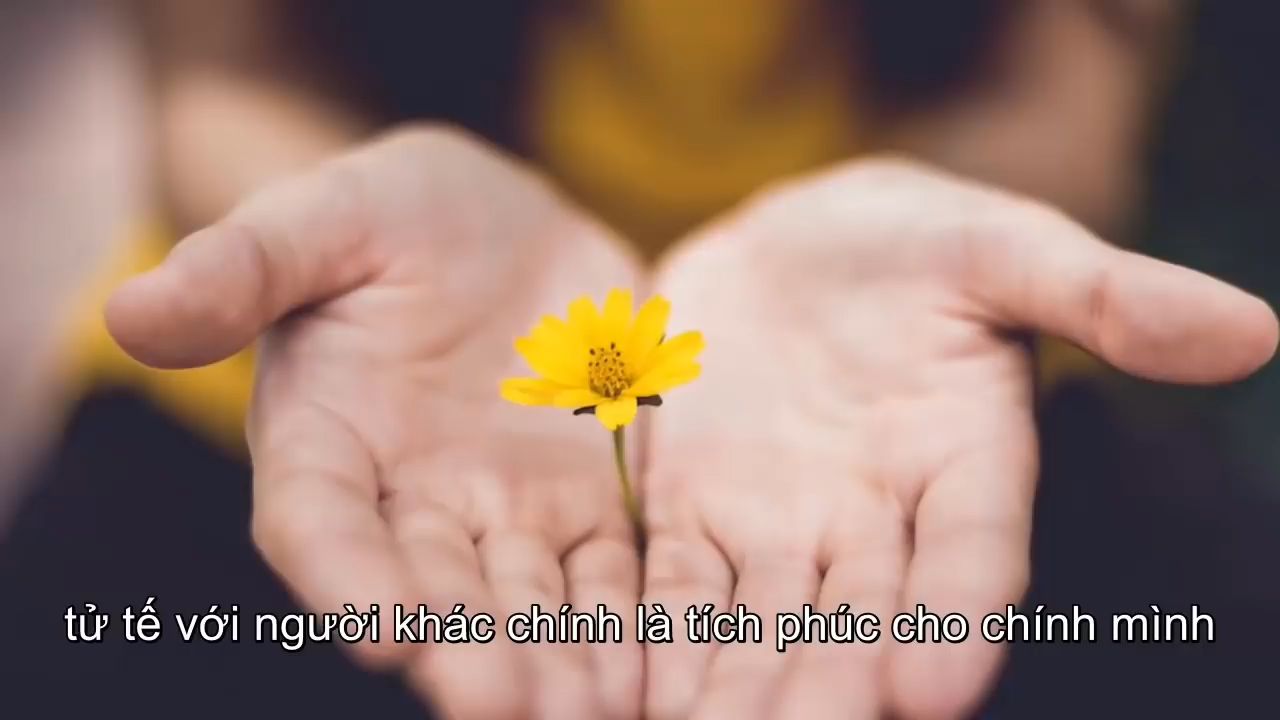 tử tế với người khác chính là tích phúc cho chính mình